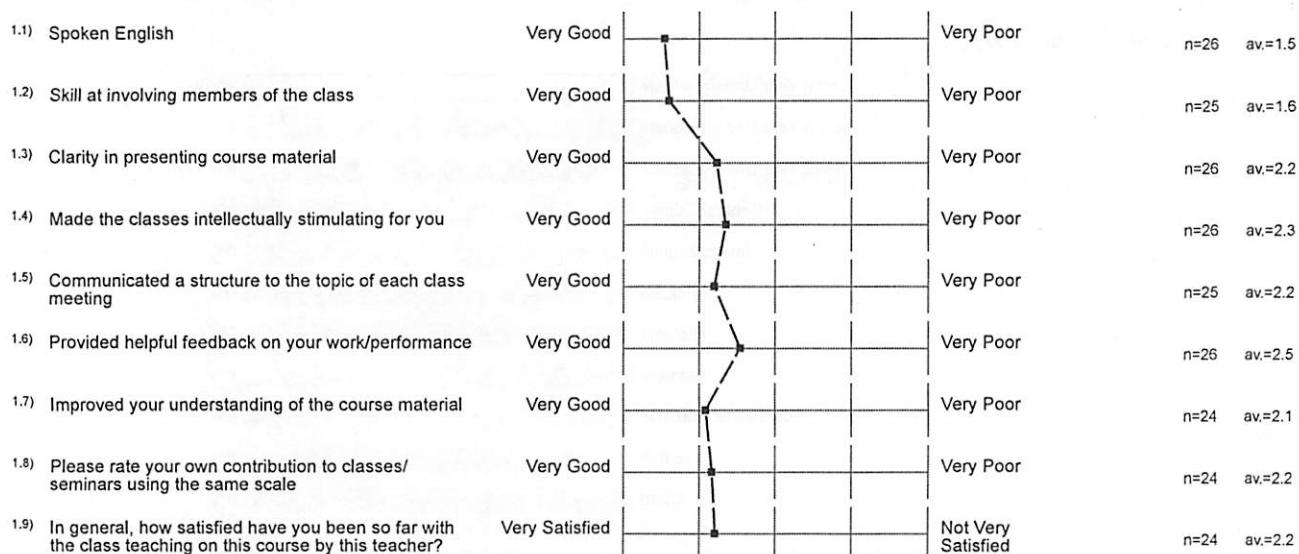 1.1) Spoken English Very Good Very Poor n=26 av.=1.5
1.2) Skill at involving members of the class Very Good Very Poor n=25 av.=1.6
1.3) Clarity in presenting course material Very Good Very Poor n=26 av.=2.2
1.4) Made the classes intellectually stimulating for you Very Good Very Poor n=26 av.=2.3
1.5) Communicated a structure to the topic of each class Very Good Very Poor n=25 av.=2.2
meeting
1.6) Provided helpful feedback on your work/performance Very Good Very Poor n=26 av.=2.5
1.7) Improved your understanding of the course material Very Good Very Poor n=24 av.=2.1
1.8) Please rate your own contribution to classes/ Very Good Very Poor n=24 av.=2.2
seminars using the same scale
1.9) In general, how satisfied have you been so far with Very Satisfied Not Very n=24 av.=2.2
the class teaching on this course by this teacher? Satisfied